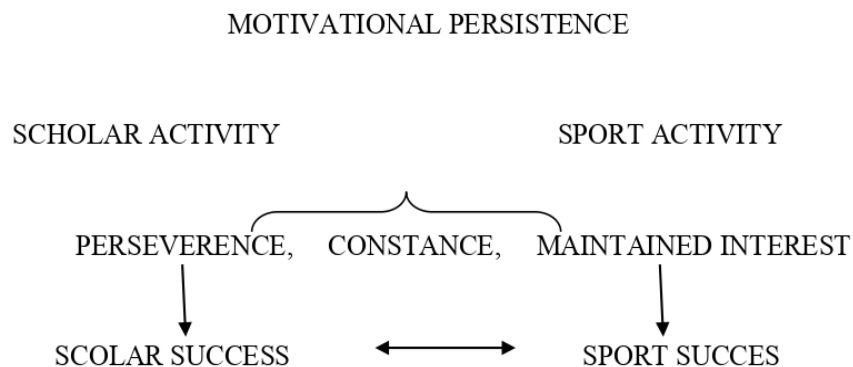 MOTIVATIONAL PERSISTENCE
SCHOLAR ACTIVITY SPORT ACTIVITY
PERSEVERENCE, CONSTANCE, MAINTAINED INTEREST
SCOLAR SUCCESS SPORT SUCCES